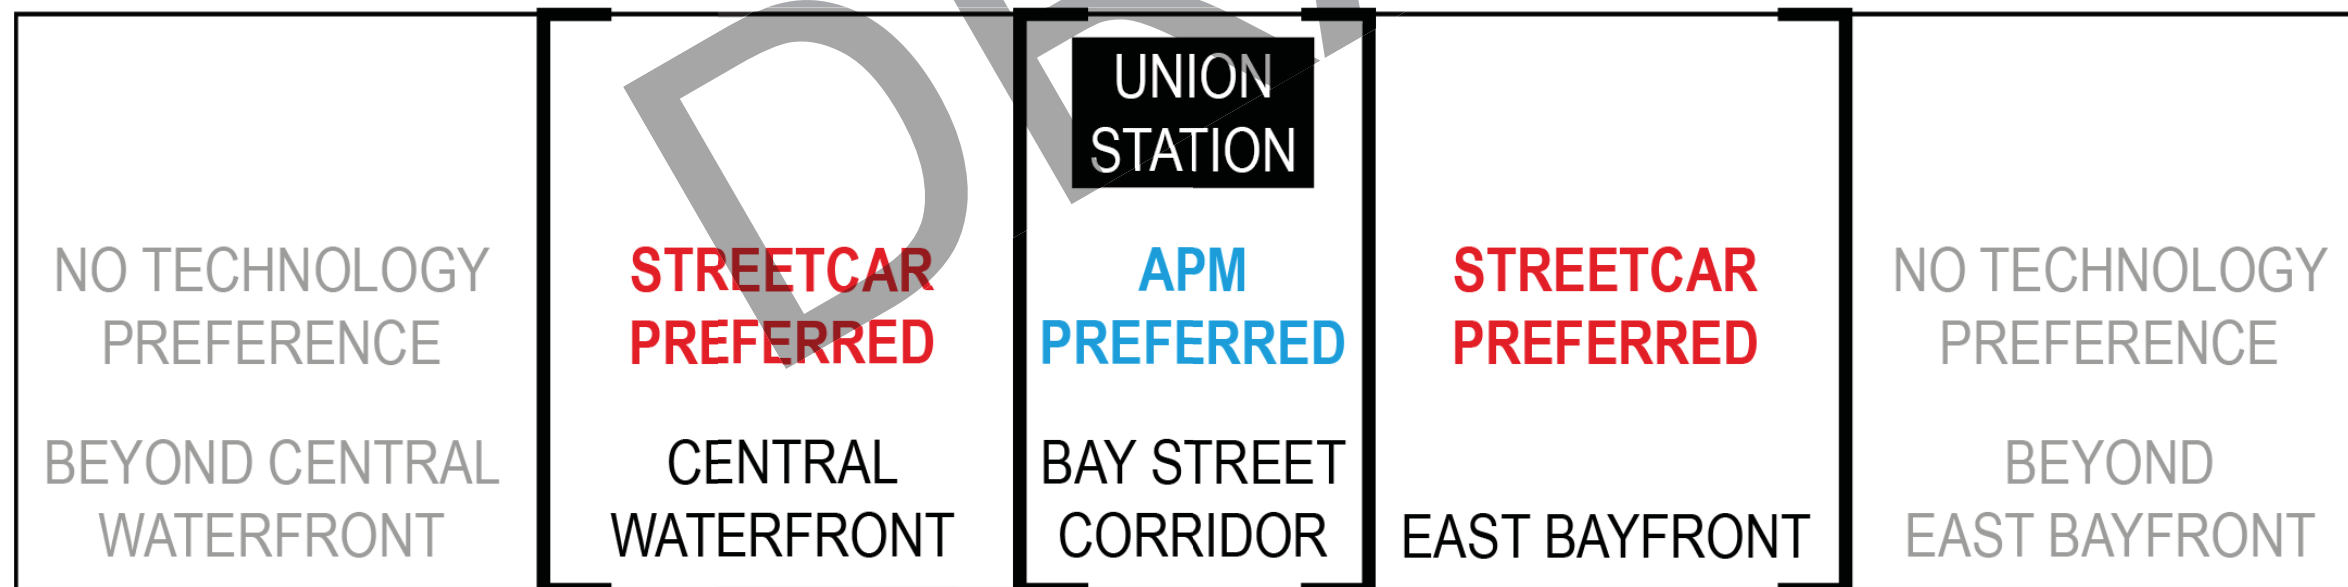 UNION
STATION
NO TECHNOLOGY
PREFERENCE
BEYOND CENTRAL
WATERFRONT
STREETCAR
PREFERRED
CENTRAL
WATERFRONT
APM
PREFERRED
BAY STREET
CORRIDOR
STREETCAR
PREFERRED
EAST BAYFRONT
NO TECHNOLOGY
PREFERENCE
BEYOND
EAST BAYFRONT